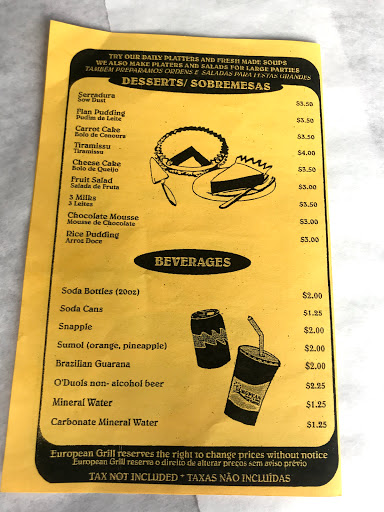 TRY OUR DAILY PLATTERS AND FRESH MADE SOUPS
WE ALSO MAKE PLATERS AND SALADS FOR LARGE PARTIES
TAMBÉM PREPARAMOS ORDENS E SALADAS PARA FESTAS GRANDES
DESSERTS/ SOBREMESAS
Serradura $3.50
Saw Dust
Flan Pudding $3.50
Pudim de Leite
Carrot Cake $3.50
Bolo de Cenoura
Tiramissu $4.00
Tiramissu
Cheese Cake $3.50
Bolo de Queijo
Fruit Salad $3.00
Salada de Fruta
3 Milks $3.50
3 Leites
Chocolate Mousse $3.00
Mousse de Chocolate
Rice Pudding $3.00
Arroz Doce
BEVERAGES
Soda Bottles (20oz) $2.00
Soda Cans $1.25
Snapple $2.00
Sumol (orange, pineapple) $2.00
Brazilian Guarana $2.00
O'Duols non- alcohol beer $2.25
Mineral Water $1.25
Carbonate Mineral Water $1.25
European Grill reserves the right to change prices without notice
European Grill reserva o direito de alterar preços sem aviso prévio
TAX NOT INCLUDED * TAXAS NÃO INCLUÍDAS